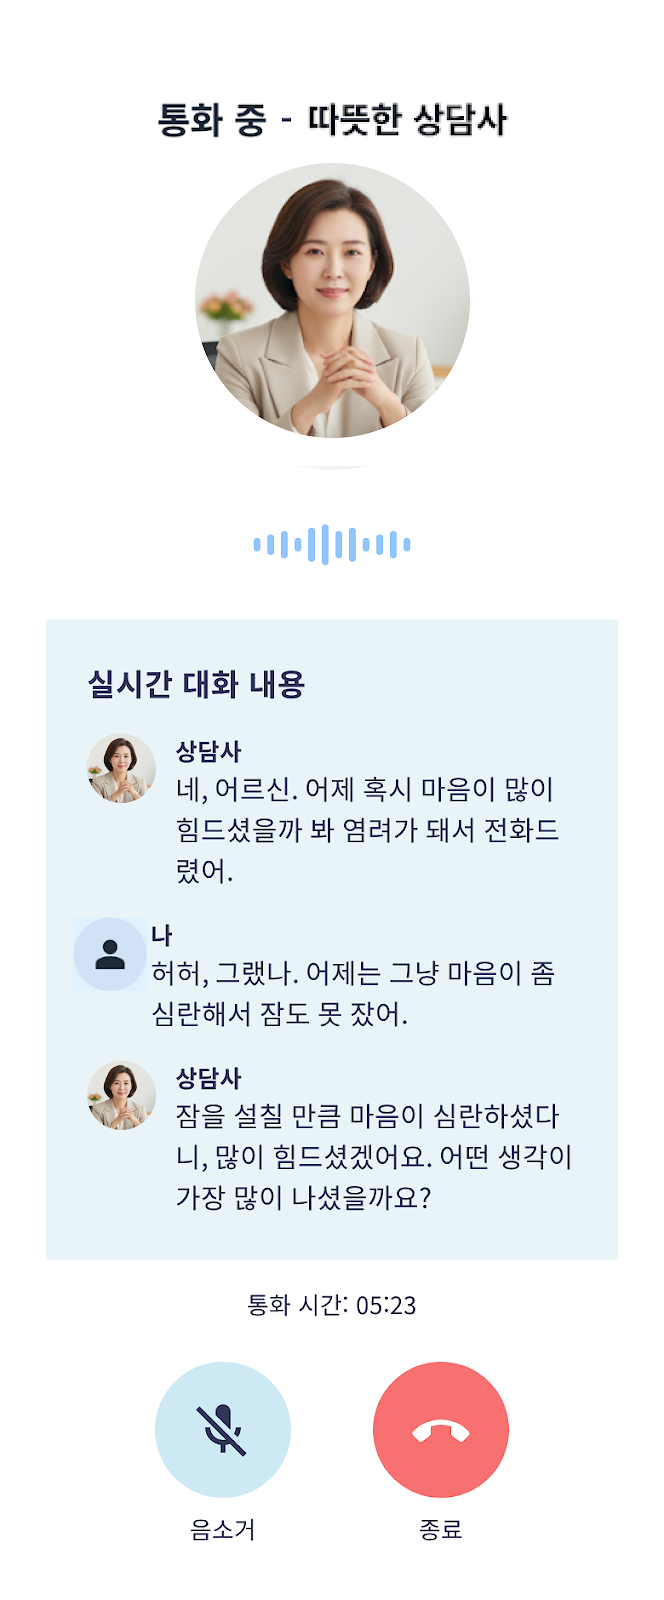 통화 중 - 따뜻한 상담사
실시간 대화 내용
상담사
네, 어르신. 어제 혹시 마음이 많이
힘드셨을까 봐 염려가 돼서 전화드
렸어.
나
허허, 그랬나. 어제는 그냥 마음이 좀
심란해서 잠도 못 잤어.
상담사
잠을 설칠 만큼 마음이 심란하셨다
니, 많이 힘드셨겠어요. 어떤 생각이
가장 많이 나셨을까요?
통화 시간: 05:23
음소거
종료